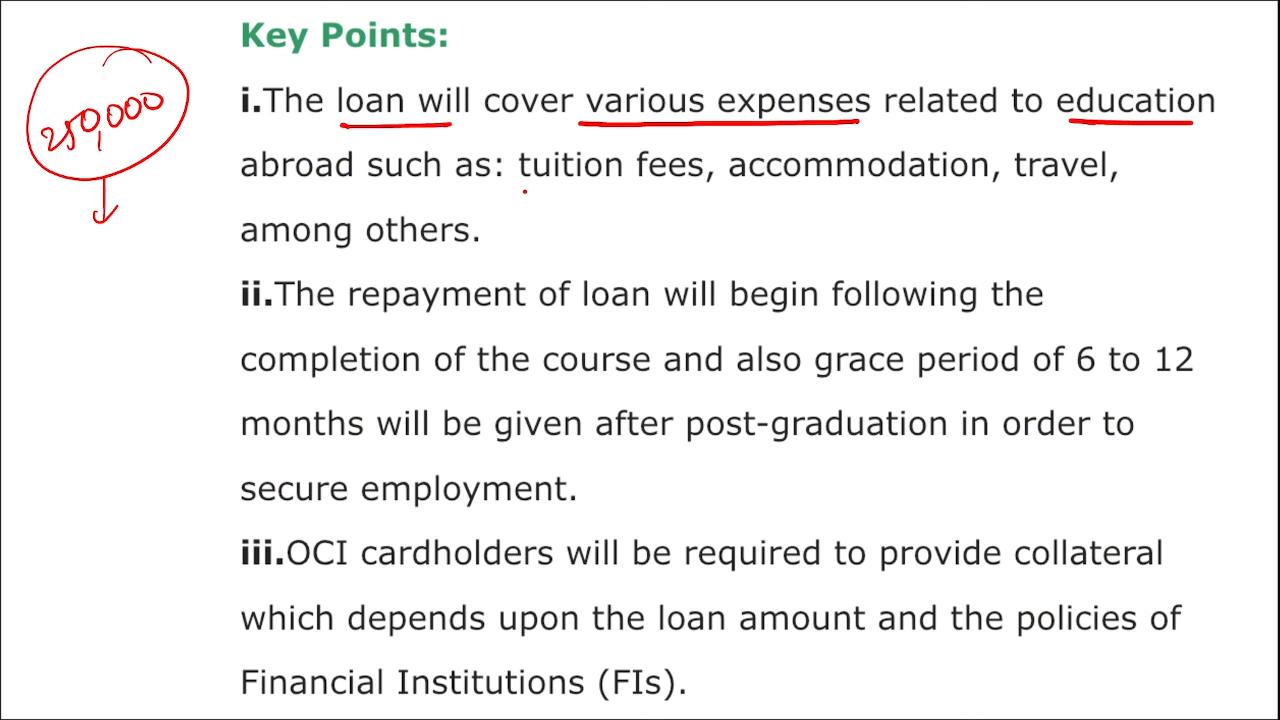 Key Points:
250,000
i.The loan will cover various expenses related to education
abroad such as: tuition fees, accommodation, travel,
among others.
ii.The repayment of loan will begin following the
completion of the course and also grace period of 6 to 12
months will be given after post-graduation in order to
secure employment.
iii.OCI cardholders will be required to provide collateral
which depends upon the loan amount and the policies of
Financial Institutions (FIs).